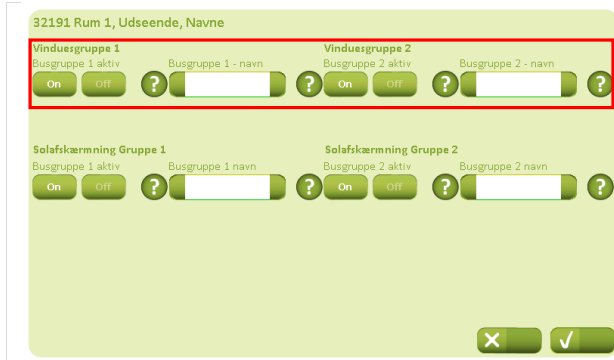 32191 Rum 1, Udseende, Navne
Vinduesgruppe 1 Vinduesgruppe 2
Busgruppe 1 aktiv Busgruppe 1 - navn Busgruppe 2 aktiv Busgruppe 2 - navn
On Off ? ? On Off ? ?
Solafskærmning Gruppe 1 Solafskærmning Gruppe 2
Busgruppe 1 aktiv Busgruppe 1 navn Busgruppe 2 aktiv Busgruppe 2 navn
On Off ? ? On Off ? ?